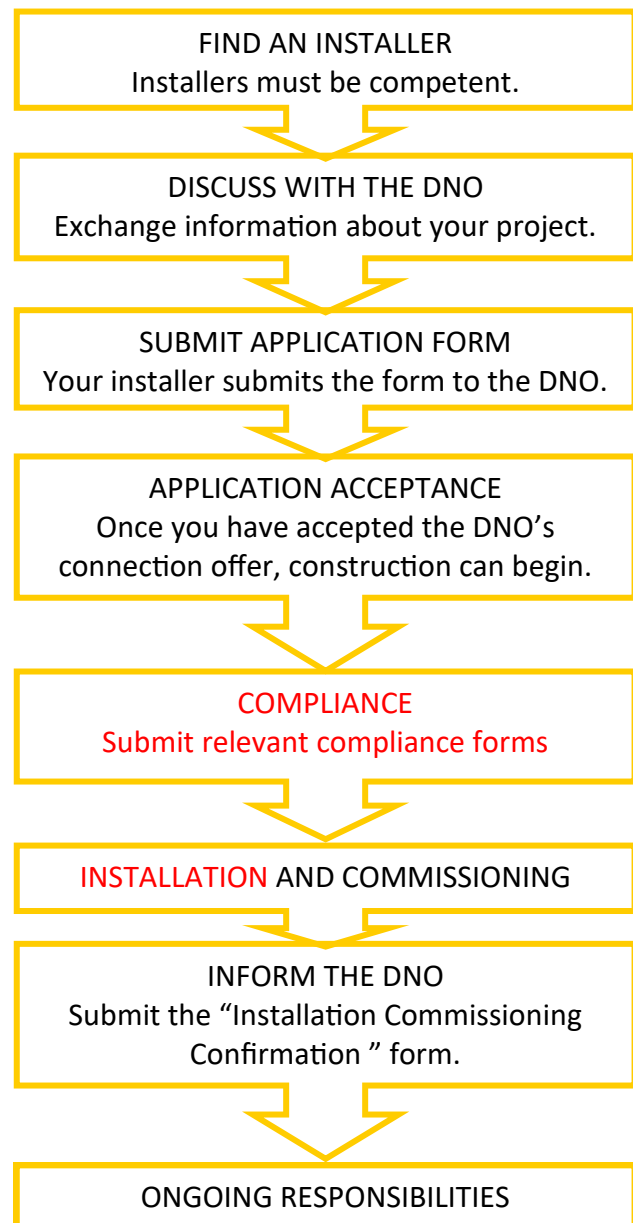 FIND AN INSTALLER
Installers must be competent.
DISCUSS WITH THE DNO
Exchange information about your project.
SUBMIT APPLICATION FORM
Your installer submits the form to the DNO.
APPLICATION ACCEPTANCE
Once you have accepted the DNO’s
connection offer, construction can begin.
COMPLIANCE
Submit relevant compliance forms
INSTALLATION AND COMMISSIONING
INFORM THE DNO
Submit the “Installation Commissioning
Confirmation ” form.
ONGOING RESPONSIBILITIES